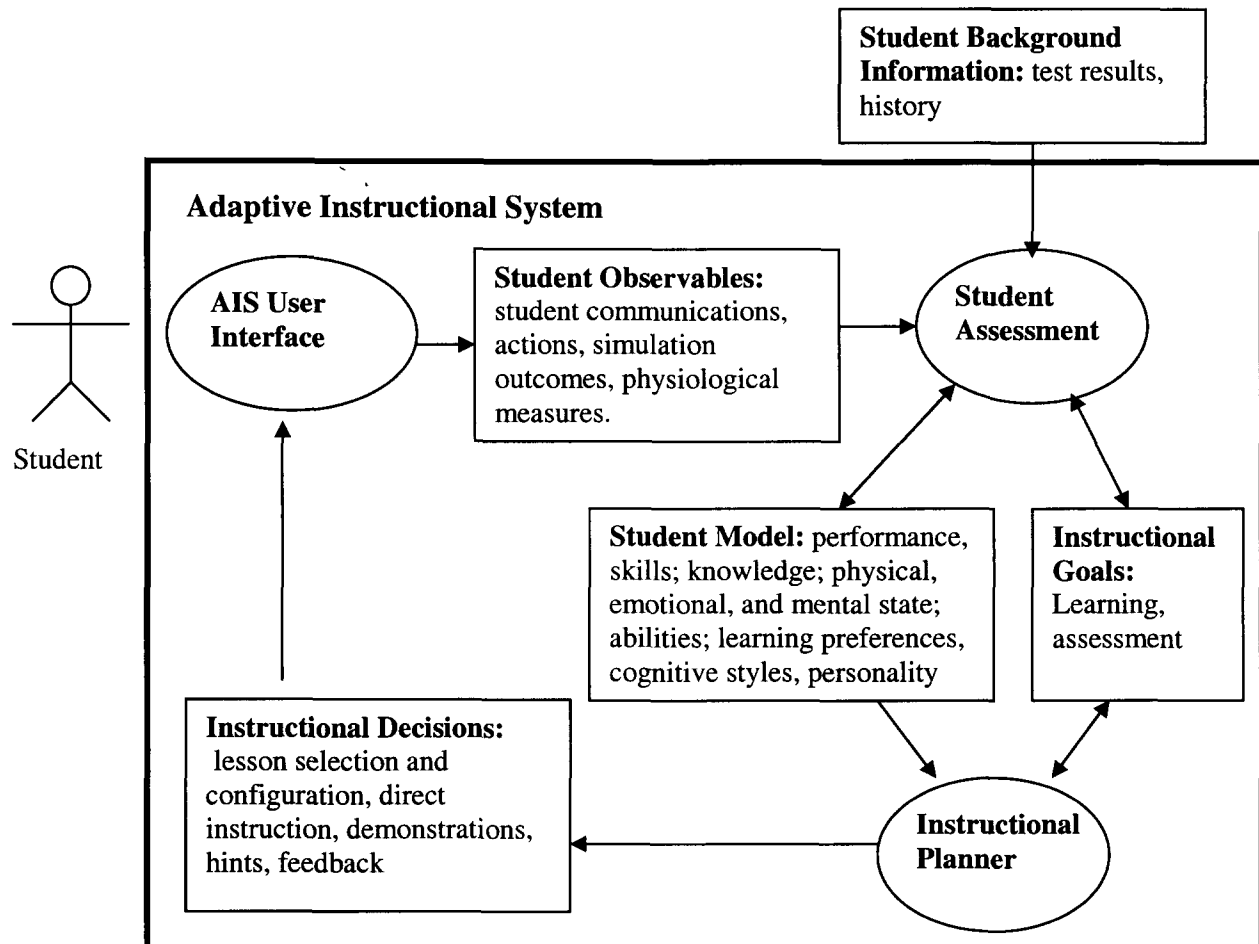 Student Background
Information: test results,
history
Adaptive Instructional System
Student
AIS User
Interface
Student Observables:
student communications,
actions, simulation
outcomes, physiological
measures.
Student
Assessment
Student Model: performance,
skills; knowledge; physical,
emotional, and mental state;
abilities; learning preferences,
cognitive styles, personality
Instructional
Goals:
Learning,
assessment
Instructional Decisions:
lesson selection and
configuration, direct
instruction, demonstrations,
hints, feedback
Instructional
Planner